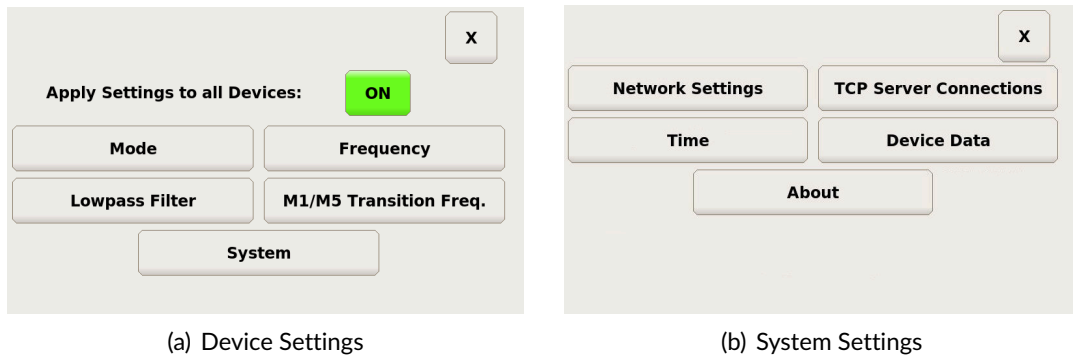 X
Apply Settings to all Devices: ON
Mode Frequency
Lowpass Filter M1/M5 Transition Freq.
System
(a) Device Settings
X
Network Settings TCP Server Connections
Time Device Data
About
(b) System Settings